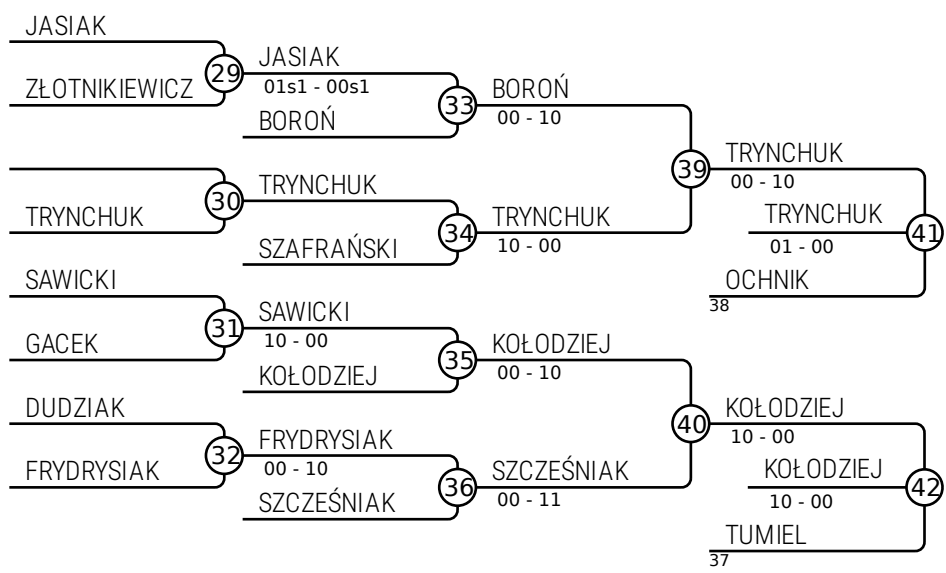 JASIAK
ZŁOTNIKIEWICZ
29
JASIAK
01s1 - 00s1
BOROŃ
33
BOROŃ
00 - 10
TRYNCHUK
30
TRYNCHUK
SZAFRAŃSKI
34
TRYNCHUK
10 - 00
39
TRYNCHUK
00 - 10
TRYNCHUK
01 - 00
41
OCHNIK
38
SAWICKI
GACEK
31
SAWICKI
10 - 00
KOŁODZIEJ
35
KOŁODZIEJ
00 - 10
DUDZIAK
FRYDRYSIAK
32
FRYDRYSIAK
00 - 10
SZCZEŚNIAK
36
SZCZEŚNIAK
00 - 11
40
KOŁODZIEJ
10 - 00
KOŁODZIEJ
10 - 00
42
TUMIEL
37